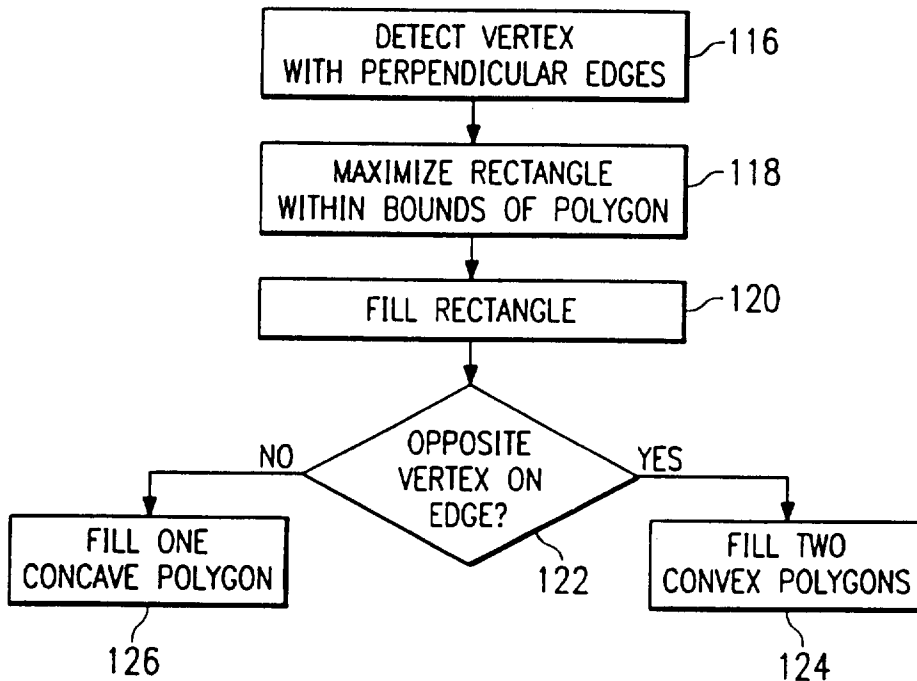 DETECT VERTEX
WITH PERPENDICULAR EDGES
116
MAXIMIZE RECTANGLE
WITHIN BOUNDS OF POLYGON
118
FILL RECTANGLE
120
OPPOSITE
VERTEX ON
EDGE?
NO
YES
122
FILL ONE
CONCAVE POLYGON
126
FILL TWO
CONVEX POLYGONS
124